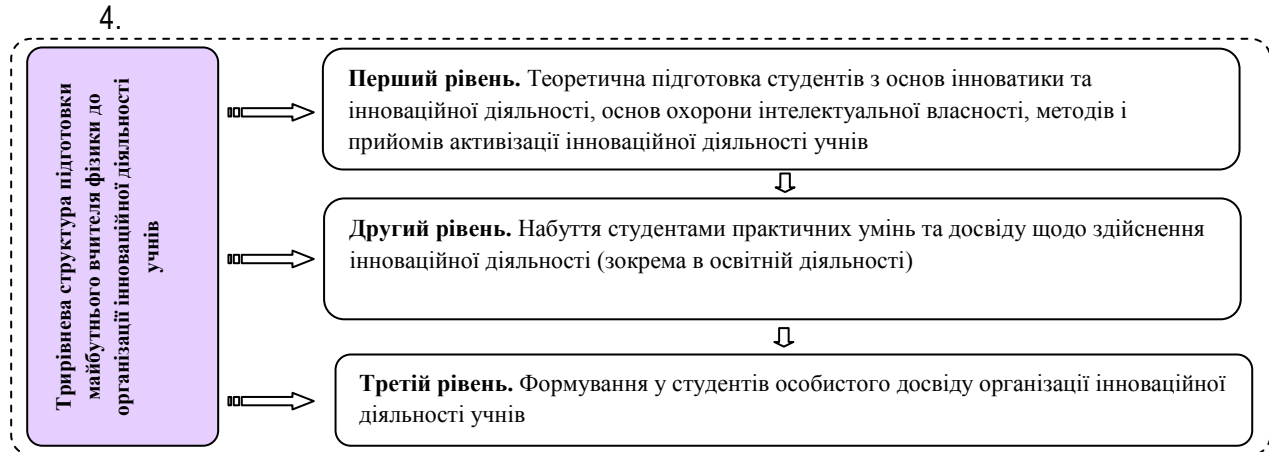 4.
Трирівнева структура підготовки
майбутнього вчителя фізики до
організації інноваційної діяльності
учнів
Перший рівень. Теоретична підготовка студентів з основ інноватики та
інноваційної діяльності, основ охорони інтелектуальної власності, методів і
прийомів активізації інноваційної діяльності учнів
Другий рівень. Набуття студентами практичних умінь та досвіду щодо здійснення
інноваційної діяльності (зокрема в освітній діяльності)
Третій рівень. Формування у студентів особистого досвіду організації інноваційної
діяльності учнів